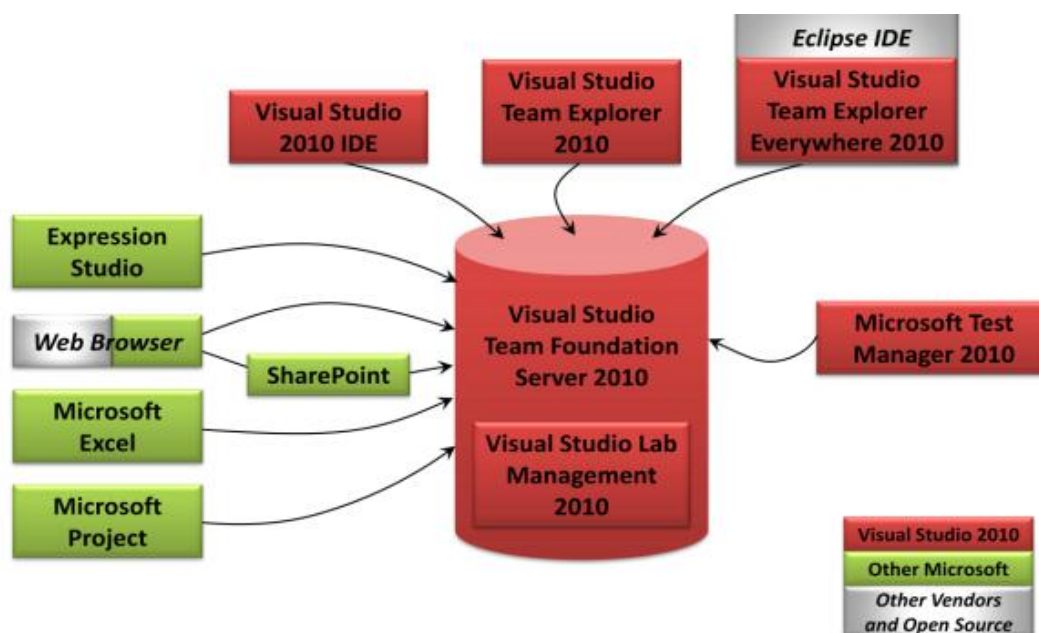 Eclipse IDE
Visual Studio
Team Explorer
Everywhere 2010
Visual Studio
Team Explorer
2010
Visual Studio
2010 IDE
Expression
Studio
Web Browser
SharePoint
Microsoft
Excel
Microsoft
Project
Visual Studio
Team Foundation
Server 2010
Visual Studio Lab
Management
2010
Microsoft Test
Manager 2010
Visual Studio 2010
Other Microsoft
Other Vendors
and Open Source